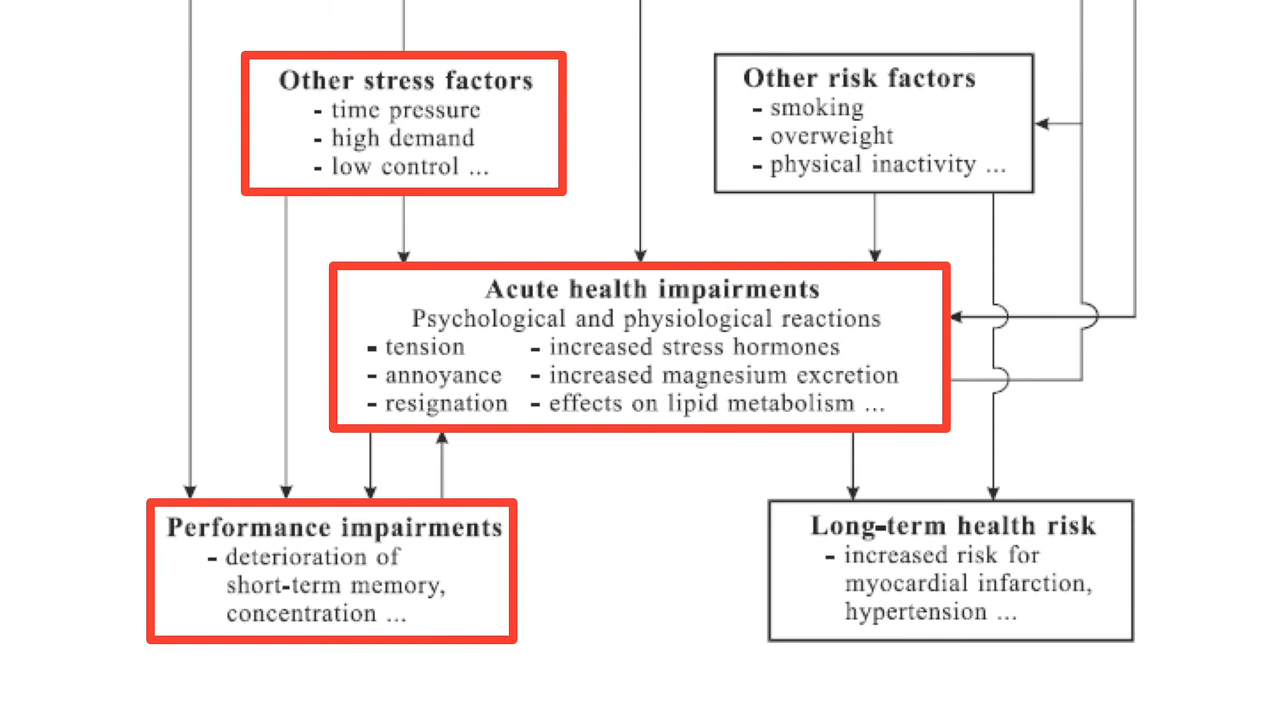 Other stress factors
- time pressure
- high demand
- low control ...
Other risk factors
- smoking
- overweight
- physical inactivity ...
Acute health impairments
Psychological and physiological reactions
- tension - increased stress hormones
- annoyance - increased magnesium excretion
- resignation - effects on lipid metabolism ...
Performance impairments
- deterioration of
short-term memory,
concentration ...
Long-term health risk
- increased risk for
myocardial infarction,
hypertension ...